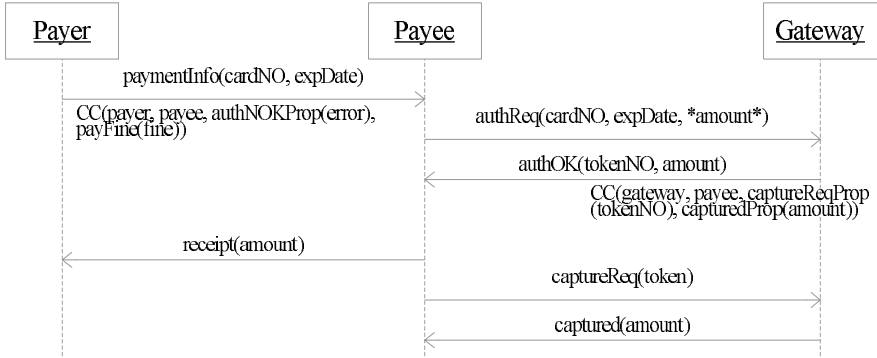 Payer
Payee
Gateway
paymentInfo(cardNO, expDate)
CC(payer, payee, authNOKProp(error),
payFine(fine))
authReq(cardNO, expDate, *amount*)
authOK(tokenNO, amount)
CC(gateway, payee, captureReqProp
(tokenNO), capturedProp(amount))
receipt(amount)
captureReq(token)
captured(amount)